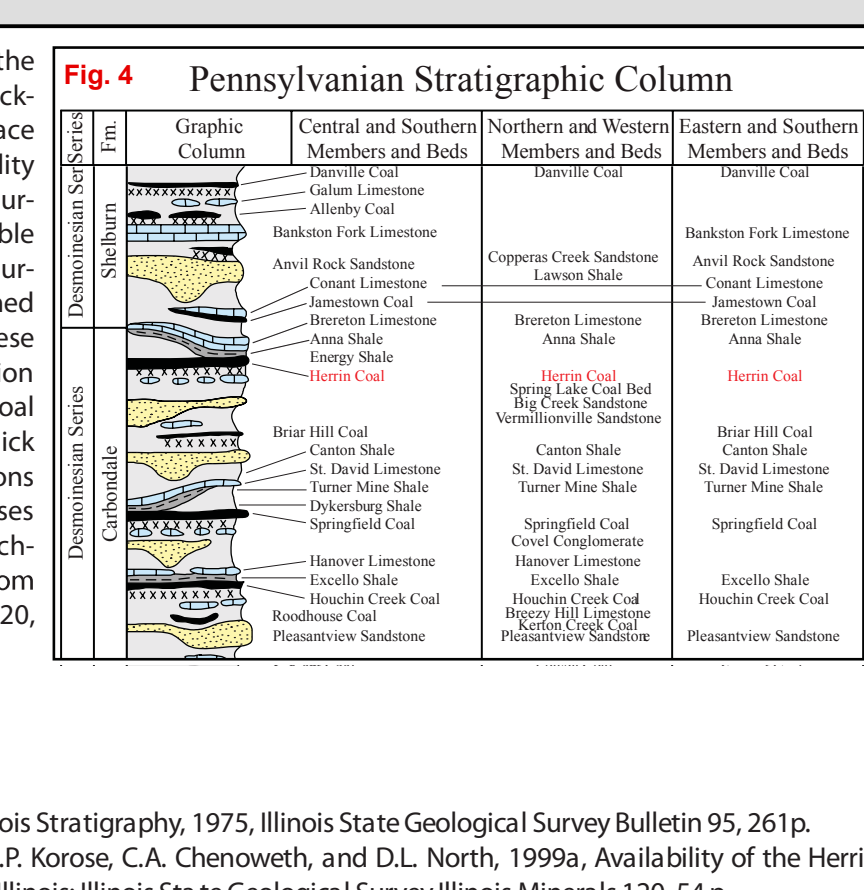 the
ck-
ace
lity
ur-
ble
ur-
ned
ese
ion
oal
ick
ons
ses
ch-
om
20,
Fig. 4
Pennsylvanian Stratigraphic Column
Series
Fm.
Graphic
Column
Central and Southern
Members and Beds
Northern and Western
Members and Beds
Eastern and Southern
Members and Beds
Desmoinesian Ser
Shelburn
Desmoinesian Series
Carbondale
Danville Coal
Galum Limestone
Allenby Coal
Bankston Fork Limestone
Anvil Rock Sandstone
Conant Limestone
Jamestown Coal
Brereton Limestone
Anna Shale
Energy Shale
Herrin Coal
Briar Hill Coal
Canton Shale
St. David Limestone
Turner Mine Shale
Dykersburg Shale
Springfield Coal
Hanover Limestone
Excello Shale
Houchin Creek Coal
Roodhouse Coal
Pleasantview Sandstone
Danville Coal
Copperas Creek Sandstone
Lawson Shale
Brereton Limestone
Anna Shale
Herrin Coal
Spring Lake Coal Bed
Big Creek Sandstone
Vermillionville Sandstone
Canton Shale
St. David Limestone
Turner Mine Shale
Springfield Coal
Covel Conglomerate
Hanover Limestone
Excello Shale
Houchin Creek Coal
Breezy Hill Limestone
Kerton Creek Coal
Pleasantview Sandstone
Danville Coal
Bankston Fork Limestone
Anvil Rock Sandstone
Conant Limestone
Jamestown Coal
Brereton Limestone
Anna Shale
Herrin Coal
Briar Hill Coal
Canton Shale
St. David Limestone
Turner Mine Shale
Springfield Coal
Excello Shale
Houchin Creek Coal
Pleasantview Sandstone
ois Stratigraphy, 1975, Illinois State Geological Survey Bulletin 95, 261p.
.P. Korose, C.A. Chenoweth, and D.L. North, 1999a, Availability of the Herri
Illinois: Illinois State Geological Survey Illinois Minerals 120, 54 p.